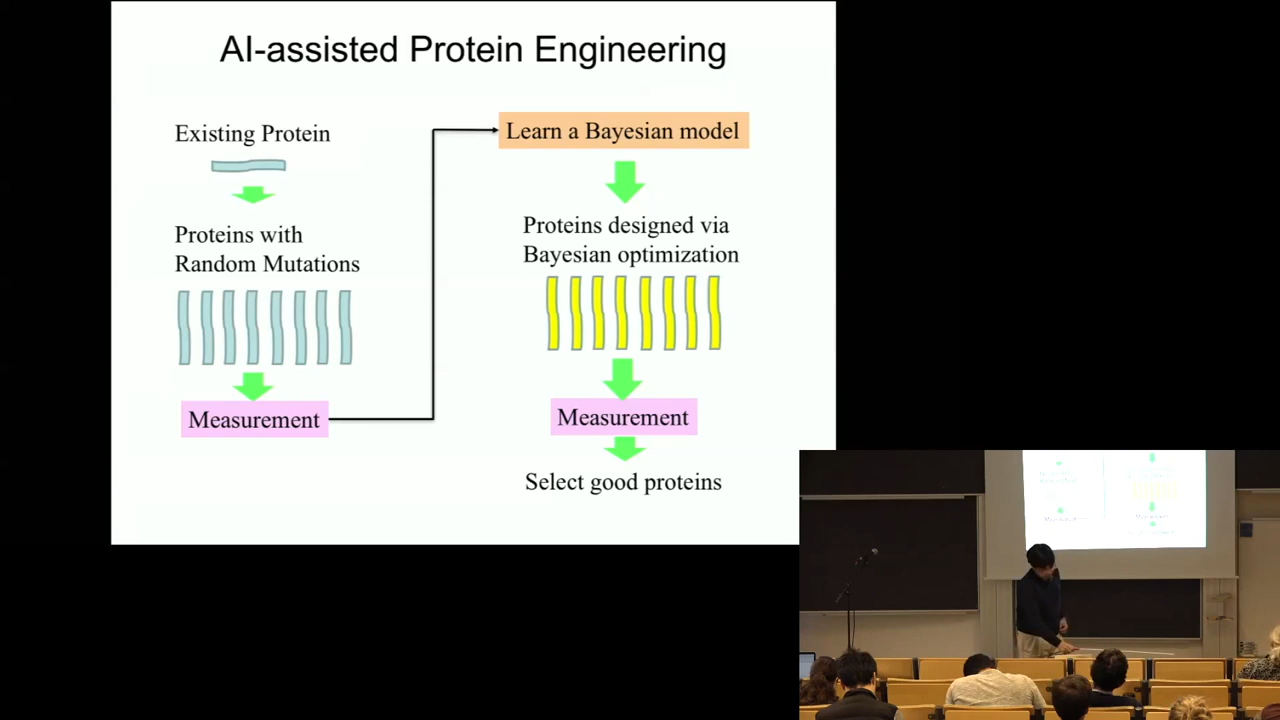 AI-assisted Protein Engineering
Existing Protein
Proteins with
Random Mutations
Measurement
Learn a Bayesian model
Proteins designed via
Bayesian optimization
Measurement
Select good proteins